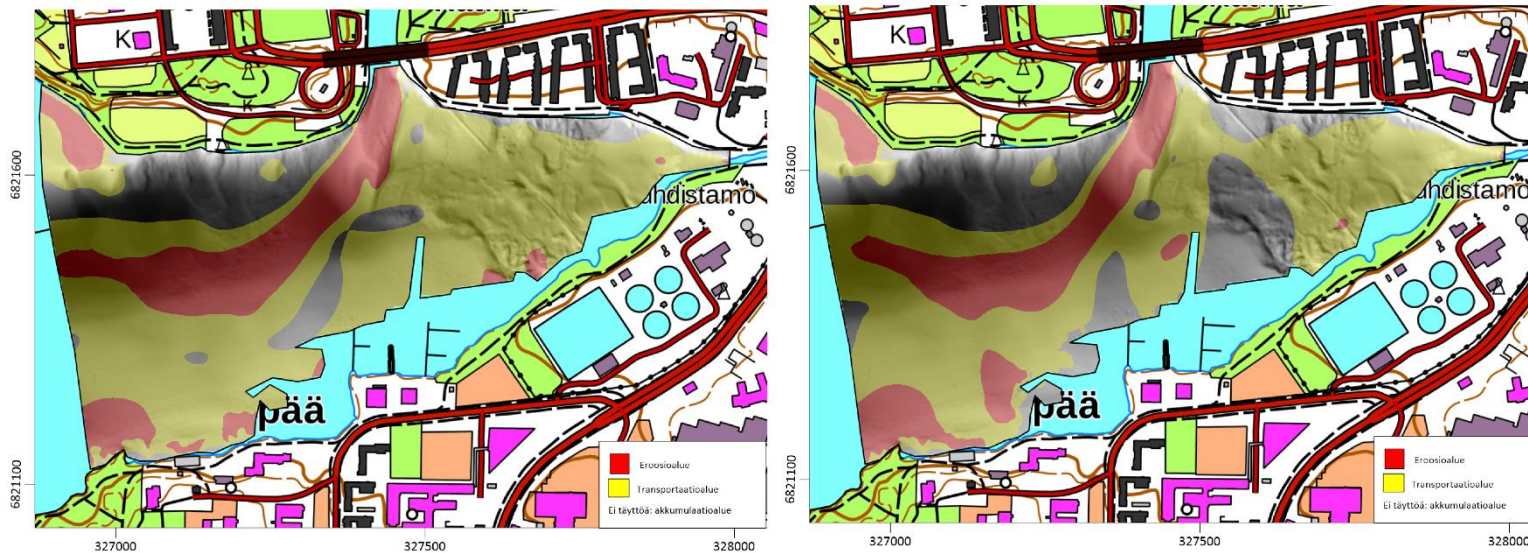 K
K
6821600
uhdistamo
pää
6821100
Eroosioalue
Transportaatioalue
Ei täyttöä: akkumulaatioalue
327000
327500
328000
K
K
6821600
uhdistamo
pää
6821100
Eroosioalue
Transportaatioalue
Ei täyttöä: akkumulaatioalue
327000
327500
328000